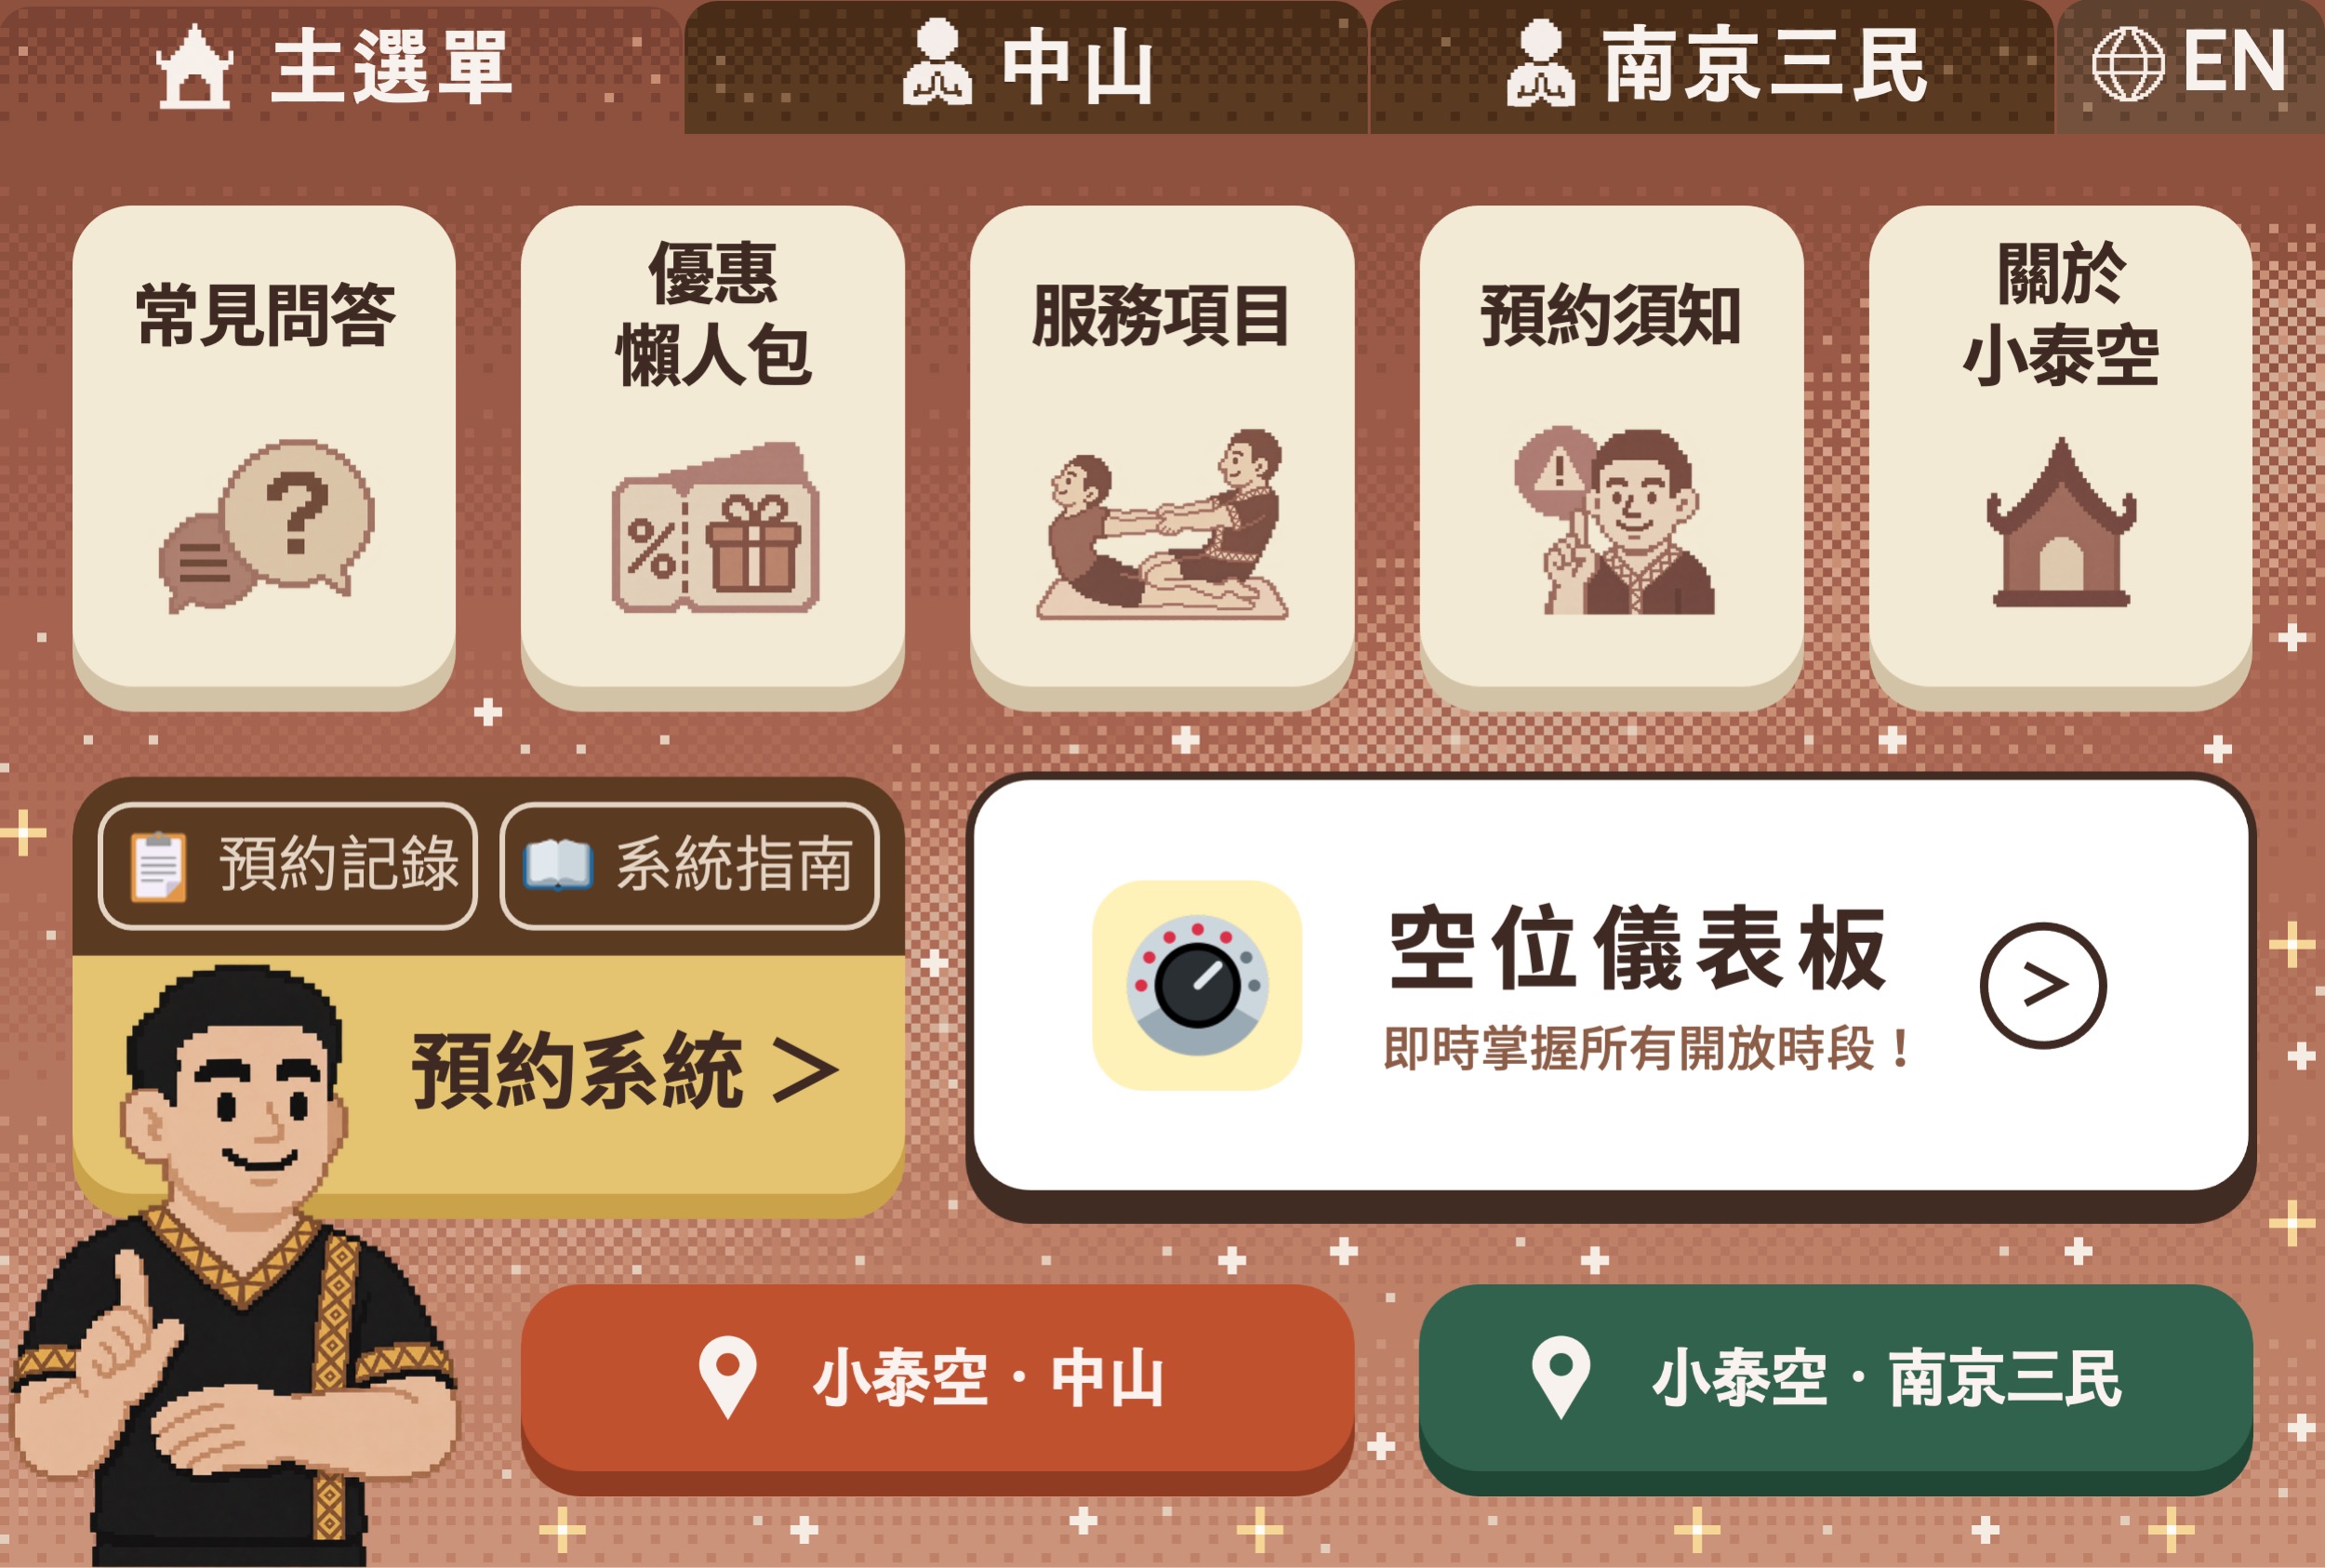 主選單
中山
南京三民
EN
常見問答
優惠
懶人包
服務項目
預約須知
關於
小泰空
預約記錄
系統指南
預約系統 >
空位儀表板
即時掌握所有開放時段！
小泰空·中山
小泰空·南京三民